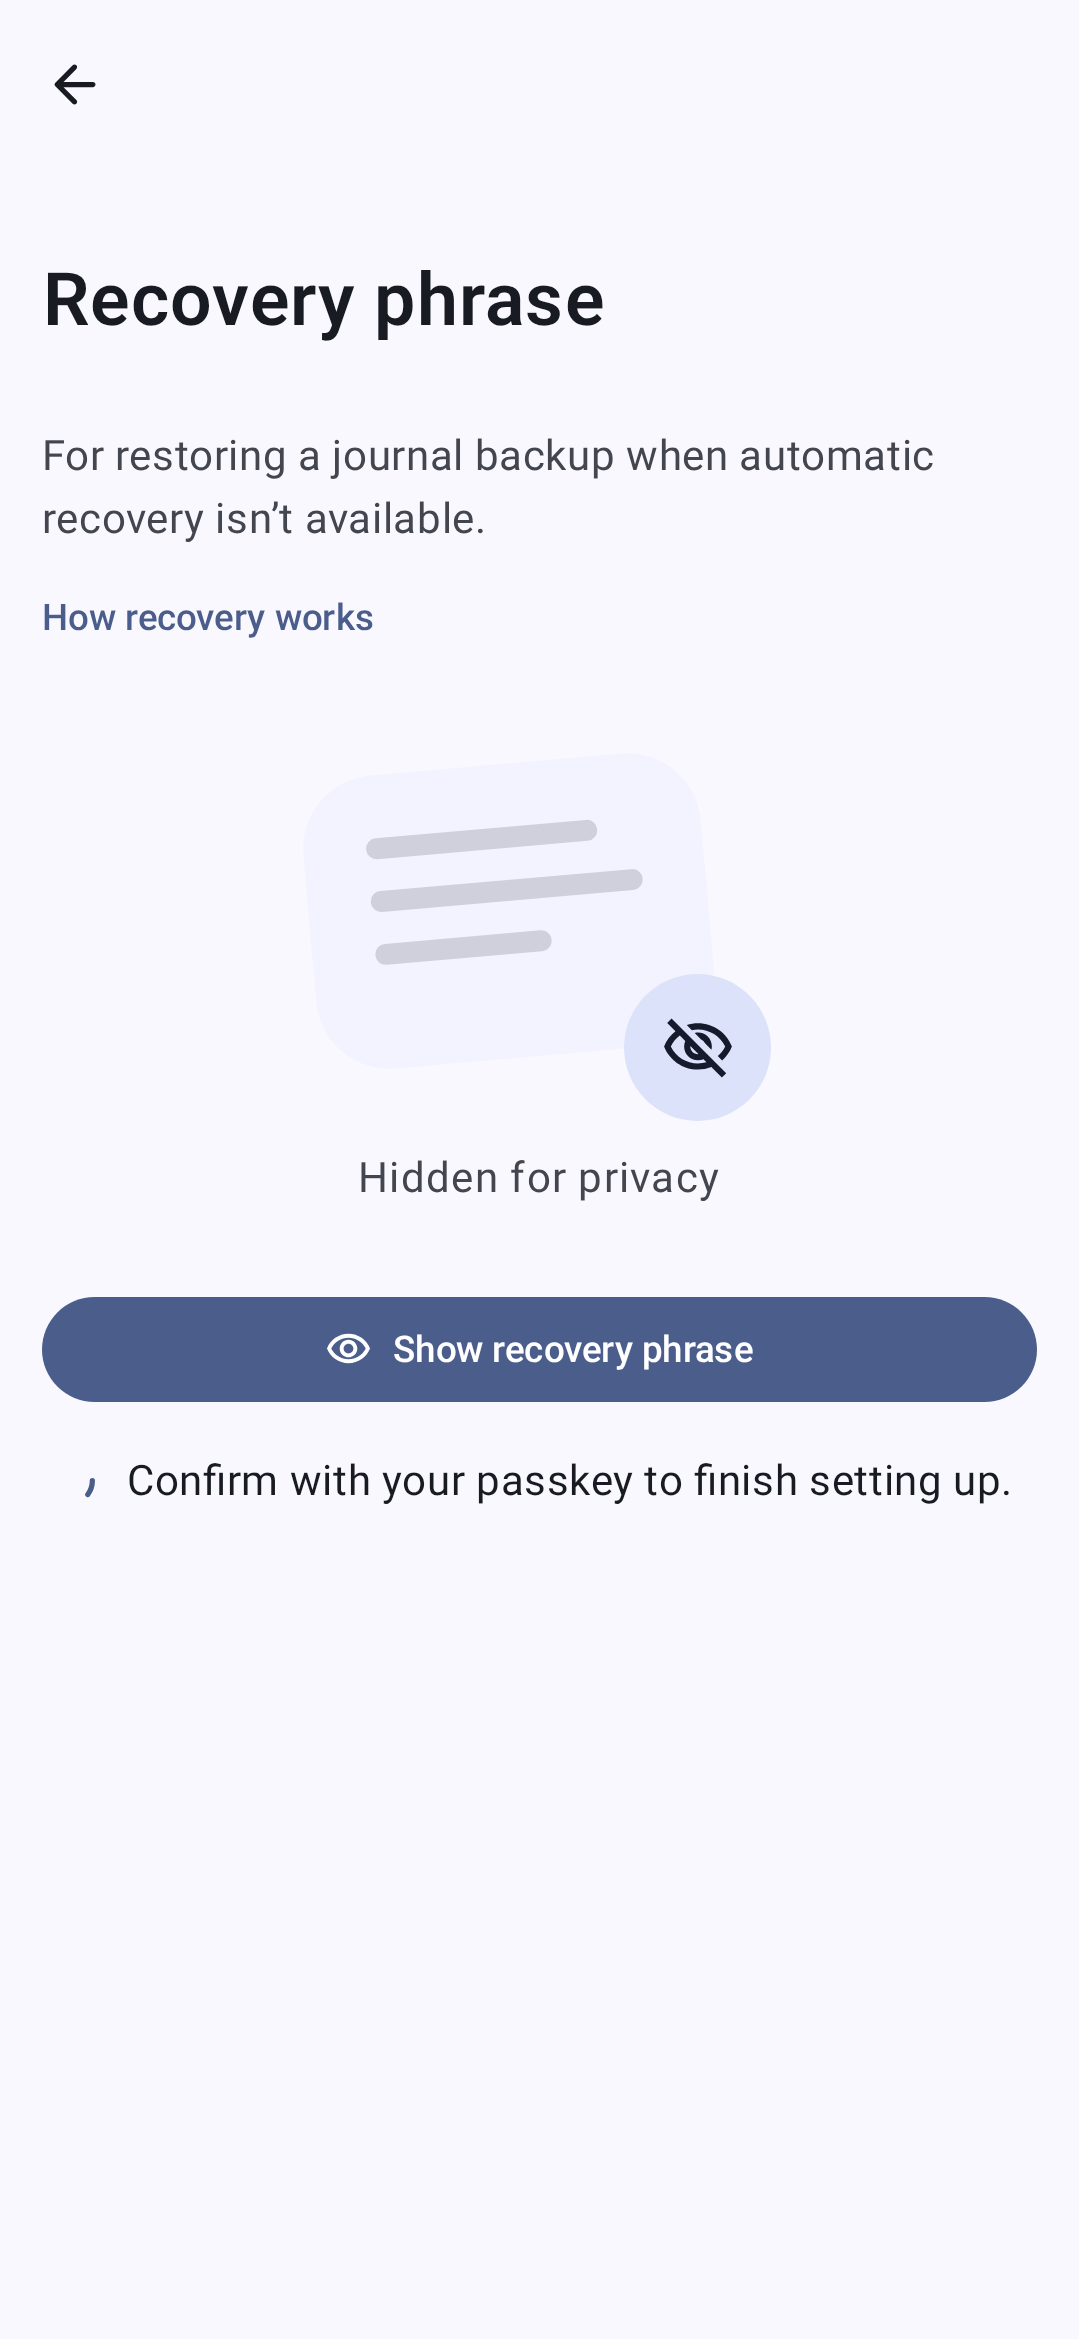 Recovery phrase
For restoring a journal backup when automatic
recovery isn’t available.
How recovery works
Hidden for privacy
Show recovery phrase
Confirm with your passkey to finish setting up.